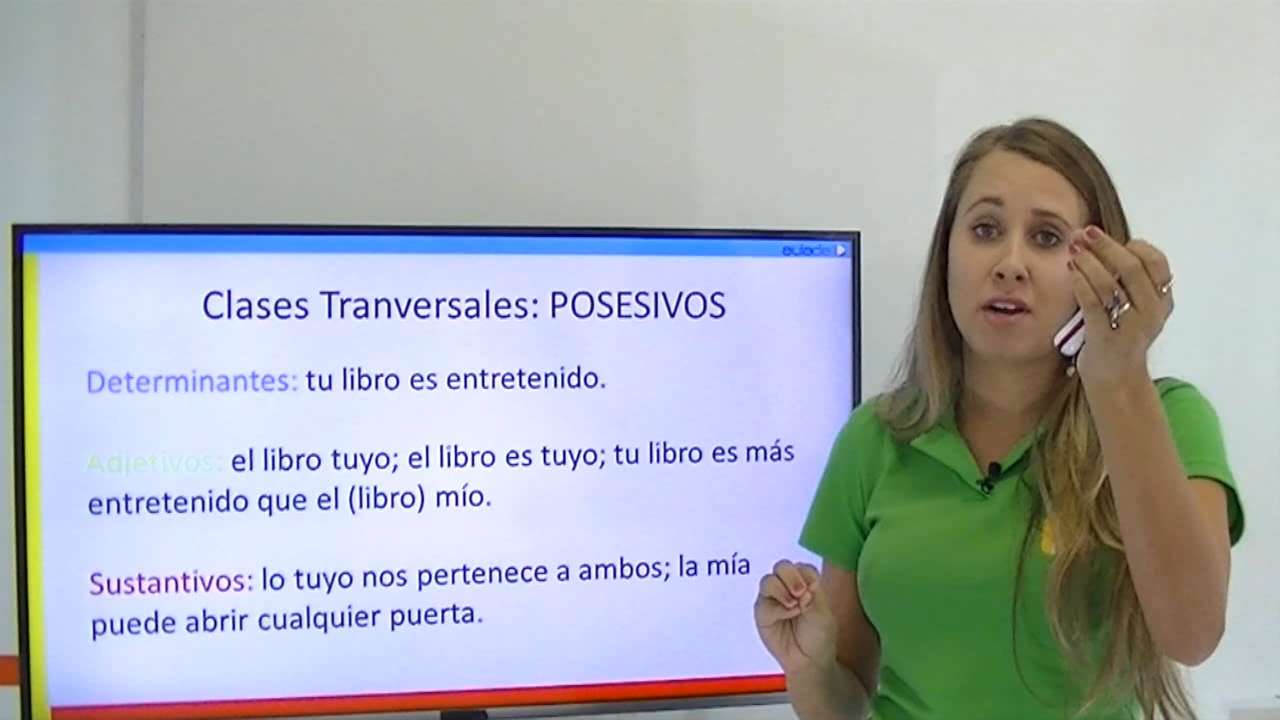 aulade
Clases Tranversales: POSESIVOS
Determinantes: tu libro es entretenido.
Adjetivos: el libro tuyo; el libro es tuyo; tu libro es más
entretenido que el (libro) mío.
Sustantivos: lo tuyo nos pertenece a ambos; la mía
puede abrir cualquier puerta.